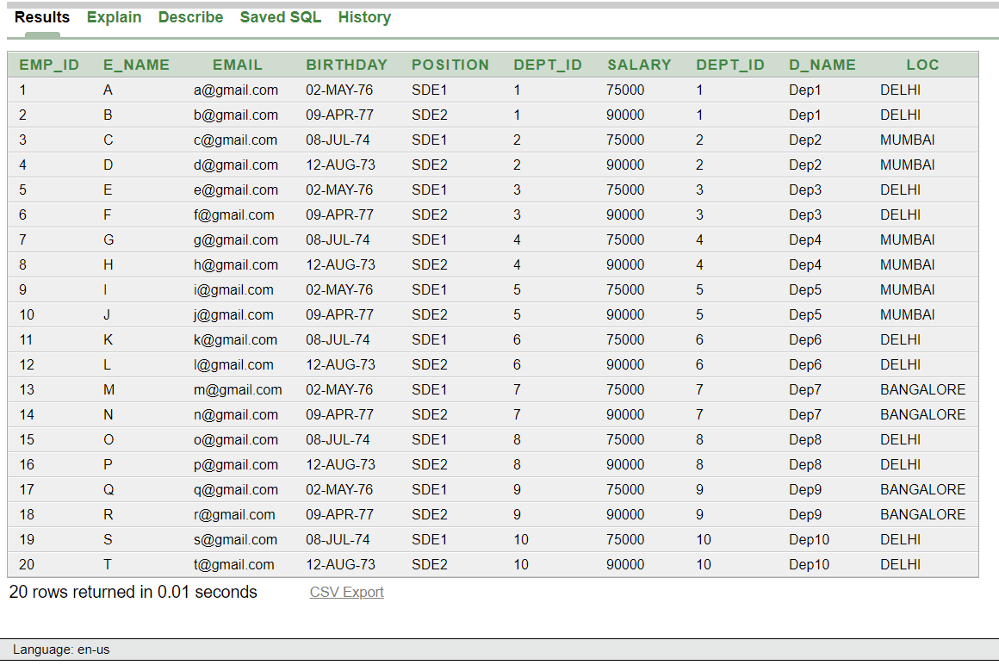 Results Explain Describe Saved SQL History
EMP_ID E_NAME EMAIL BIRTHDAY POSITION DEPT_ID SALARY DEPT_ID D_NAME LOC
1 A a@gmail.com 02-MAY-76 SDE1 1 75000 1 Dep1 DELHI
2 B b@gmail.com 09-APR-77 SDE2 1 90000 1 Dep1 DELHI
3 C c@gmail.com 08-JUL-74 SDE1 2 75000 2 Dep2 MUMBAI
4 D d@gmail.com 12-AUG-73 SDE2 2 90000 2 Dep2 MUMBAI
5 E e@gmail.com 02-MAY-76 SDE1 3 75000 3 Dep3 DELHI
6 F f@gmail.com 09-APR-77 SDE2 3 90000 3 Dep3 DELHI
7 G g@gmail.com 08-JUL-74 SDE1 4 75000 4 Dep4 MUMBAI
8 H h@gmail.com 12-AUG-73 SDE2 4 90000 4 Dep4 MUMBAI
9 I i@gmail.com 02-MAY-76 SDE1 5 75000 5 Dep5 MUMBAI
10 J j@gmail.com 09-APR-77 SDE2 5 90000 5 Dep5 MUMBAI
11 K k@gmail.com 08-JUL-74 SDE1 6 75000 6 Dep6 DELHI
12 L l@gmail.com 12-AUG-73 SDE2 6 90000 6 Dep6 DELHI
13 M m@gmail.com 02-MAY-76 SDE1 7 75000 7 Dep7 BANGALORE
14 N n@gmail.com 09-APR-77 SDE2 7 90000 7 Dep7 BANGALORE
15 O o@gmail.com 08-JUL-74 SDE1 8 75000 8 Dep8 DELHI
16 P p@gmail.com 12-AUG-73 SDE2 8 90000 8 Dep8 DELHI
17 Q q@gmail.com 02-MAY-76 SDE1 9 75000 9 Dep9 BANGALORE
18 R r@gmail.com 09-APR-77 SDE2 9 90000 9 Dep9 BANGALORE
19 S s@gmail.com 08-JUL-74 SDE1 10 75000 10 Dep10 DELHI
20 T t@gmail.com 12-AUG-73 SDE2 10 90000 10 Dep10 DELHI
20 rows returned in 0.01 seconds CSV Export
Language: en-us